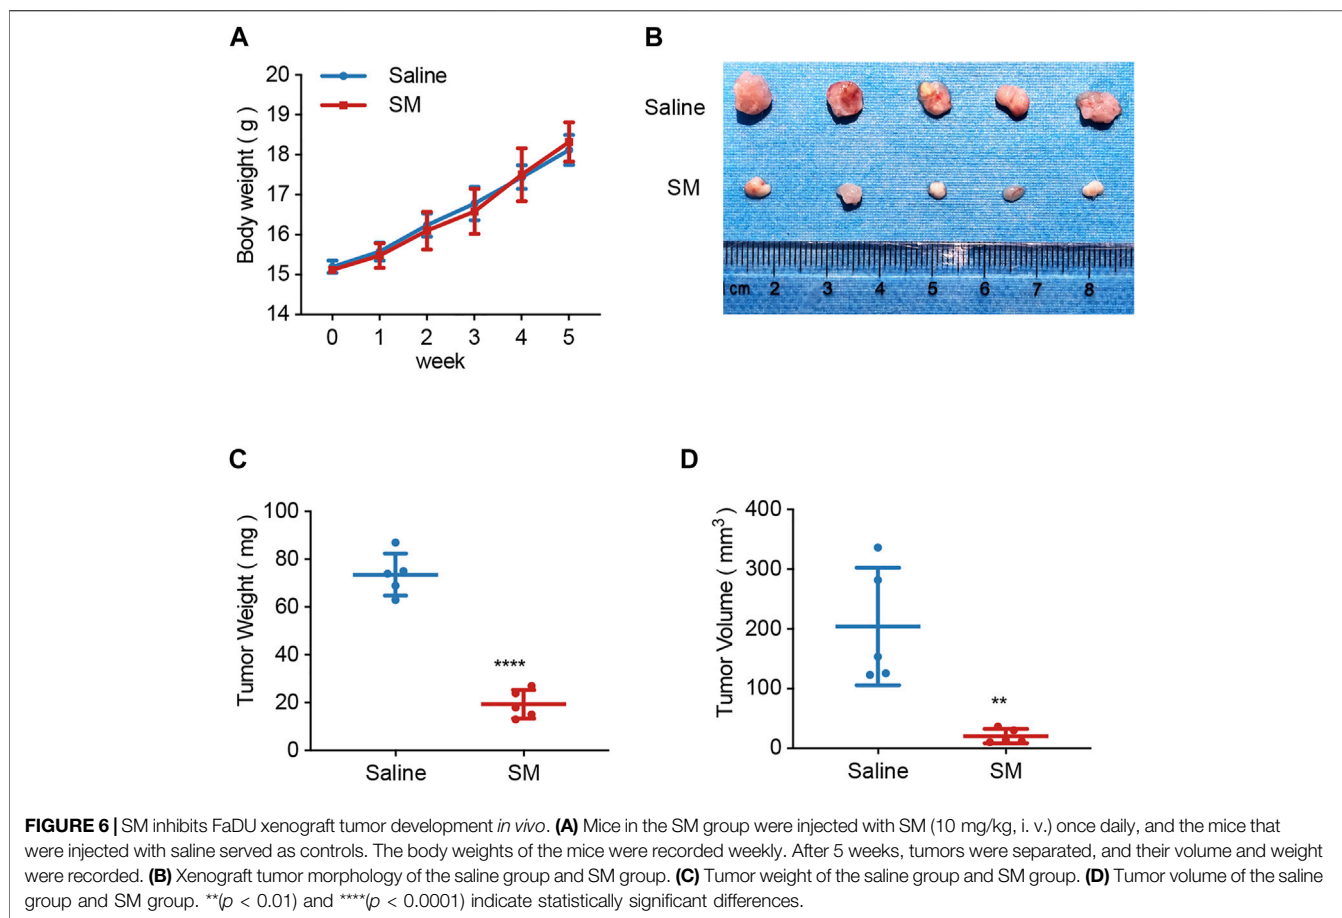 A
Saline
SM
20
19
18
17
16
15
14
Body weight ( g )
0 1 2 3 4 5
week
B
Saline
SM
cm 2 3 4 5 6 7 8
C
100
80
60
40
20
0
Tumor Weight ( mg )
****
Saline SM
D
400
300
200
100
0
Tumor Volume ( mm³ )
**
Saline SM
FIGURE 6 | SM inhibits FaDU xenograft tumor development in vivo. (A) Mice in the SM group were injected with SM (10 mg/kg, i. v.) once daily, and the mice that
were injected with saline served as controls. The body weights of the mice were recorded weekly. After 5 weeks, tumors were separated, and their volume and weight
were recorded. (B) Xenograft tumor morphology of the saline group and SM group. (C) Tumor weight of the saline group and SM group. (D) Tumor volume of the saline
group and SM group. **(p < 0.01) and ****(p < 0.0001) indicate statistically significant differences.